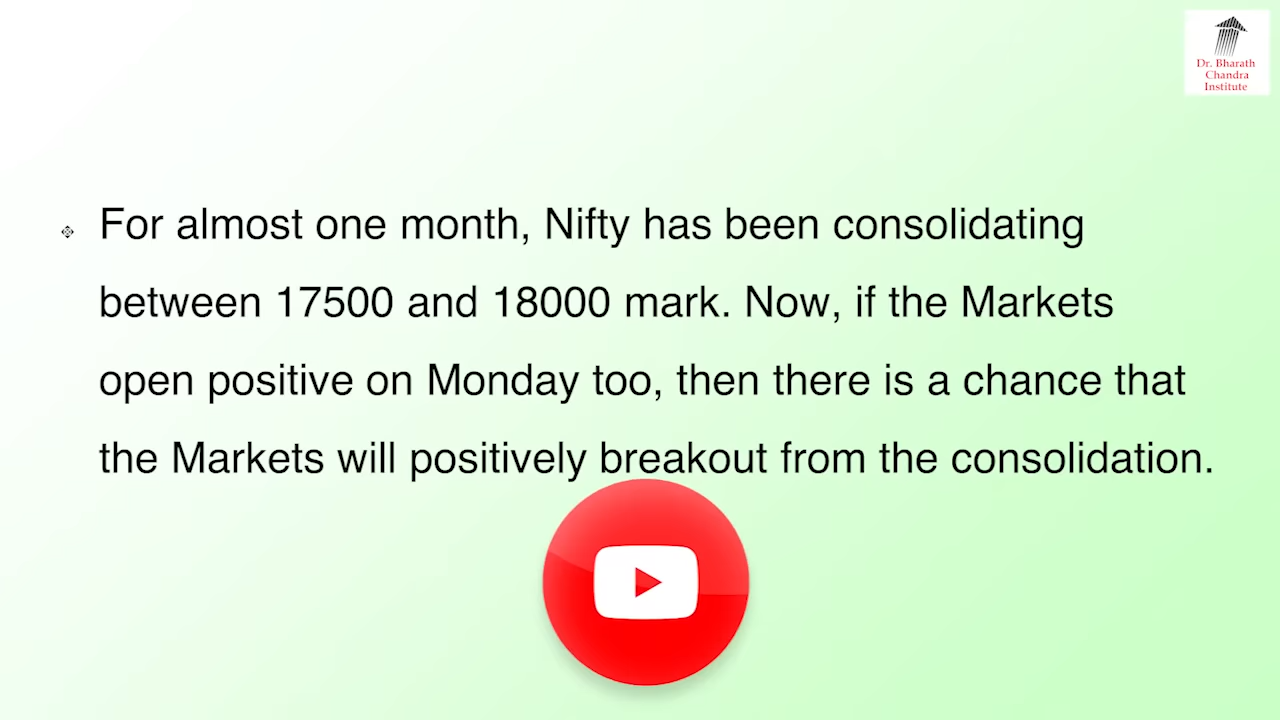 Dr. Bharath
Chandra
Institute
For almost one month, Nifty has been consolidating
between 17500 and 18000 mark. Now, if the Markets
open positive on Monday too, then there is a chance that
the Markets will positively breakout from the consolidation.